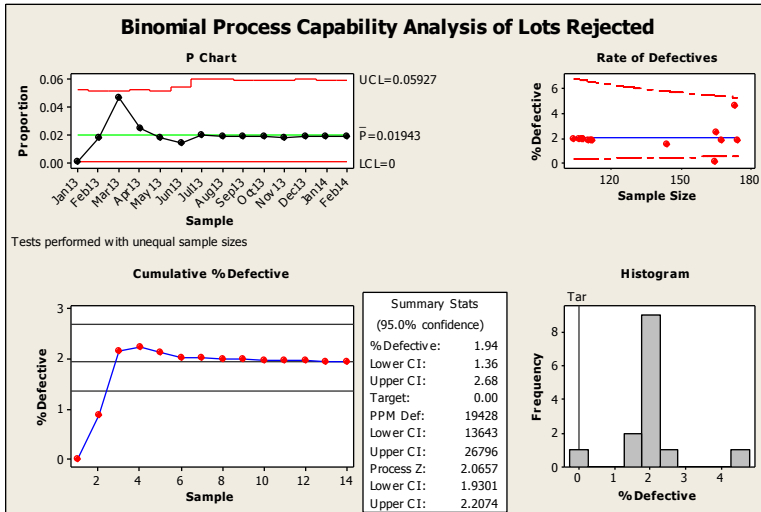 Binomial Process Capability Analysis of Lots Rejected
P Chart
Proportion
0.06
0.04
0.02
0.00
UCL=0.05927
_
P=0.01943
LCL=0
Jan13
Feb13
Mar13
Apr13
May 13
Jun13
Jul13
Aug13
Sep13
Oct13
Nov13
Dec13
Jan14
Feb14
Sample
Tests performed with unequal sample sizes
Rate of Defectives
%Defective
6
4
2
0
120
150
180
Sample Size
Cumulative %Defective
%Defective
3
2
1
0
2
4
6
8
10
12
14
Sample
Summary Stats
(95.0% confidence)
%Defective: 1.94
Lower CI: 1.36
Upper CI: 2.68
Target: 0.00
PPM Def: 19428
Lower CI: 13643
Upper CI: 26796
Process Z: 2.0657
Lower CI: 1.9301
Upper CI: 2.2074
Histogram
Tar
Frequency
8
6
4
2
0
0
1
2
3
4
%Defective